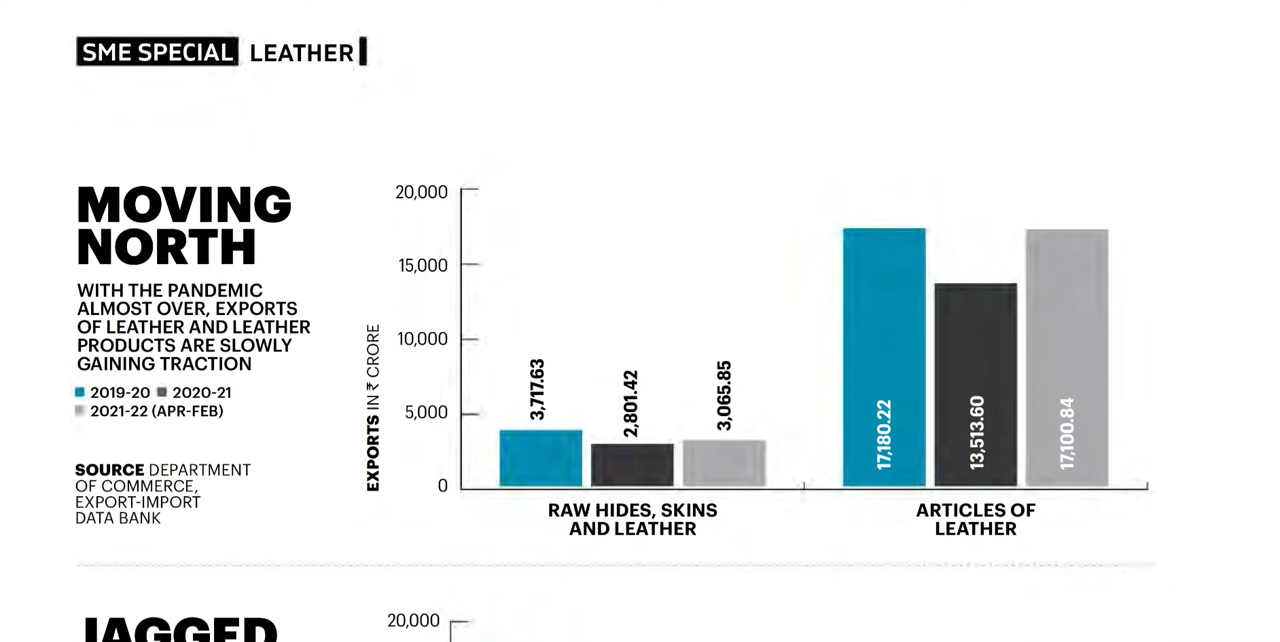 SME SPECIAL LEATHER
MOVING
NORTH
WITH THE PANDEMIC
ALMOST OVER, EXPORTS
OF LEATHER AND LEATHER
PRODUCTS ARE SLOWLY
GAINING TRACTION
2019-20 2020-21
2021-22 (APR-FEB)
SOURCE DEPARTMENT
OF COMMERCE,
EXPORT-IMPORT
DATA BANK
EXPORTS IN ₹ CRORE
20,000
15,000
10,000
5,000
0
3,717.63
2,801.42
3,065.85
17,180.22
13,513.60
17,100.84
RAW HIDES, SKINS
AND LEATHER
ARTICLES OF
LEATHER
JAGGED
20,000